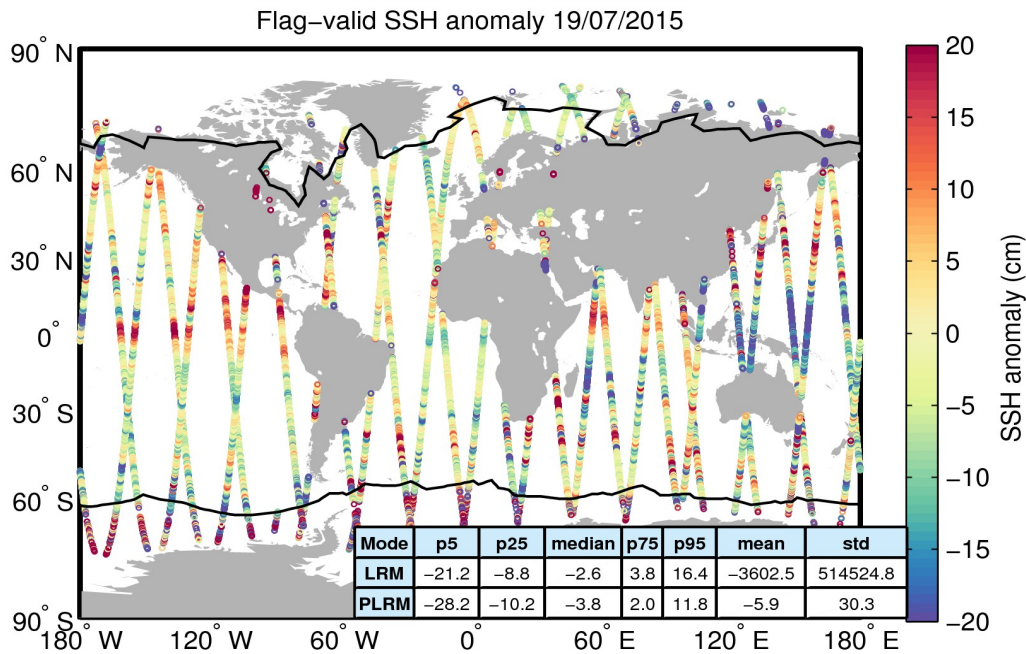 Flag−valid SSH anomaly 19/07/2015
90° N
60° N
30° N
0°
30° S
60° S
90° S
180° W
120° W
60° W
0°
60° E
120° E
180° E
Mode p5 p25 median p75 p95 mean std
LRM −21.2 −8.8 −2.6 3.8 16.4 −3602.5 514524.8
PLRM −28.2 −10.2 −3.8 2.0 11.8 −5.9 30.3
20
15
10
5
0
−5
−10
−15
−20
SSH anomaly (cm)